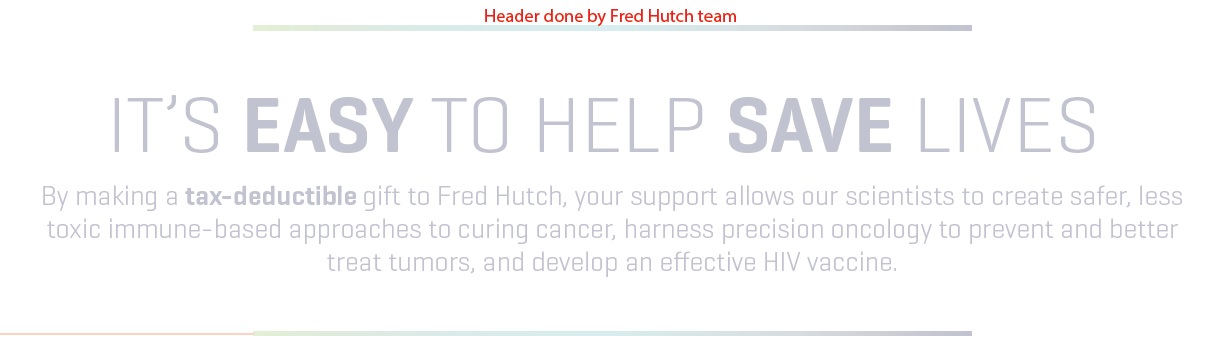 Header done by Fred Hutch team
IT'S EASY TO HELP SAVE LIVES
By making a tax-deductible gift to Fred Hutch, your support allows our scientists to create safer, less
toxic immune-based approaches to curing cancer, harness precision oncology to prevent and better
treat tumors, and develop an effective HIV vaccine.